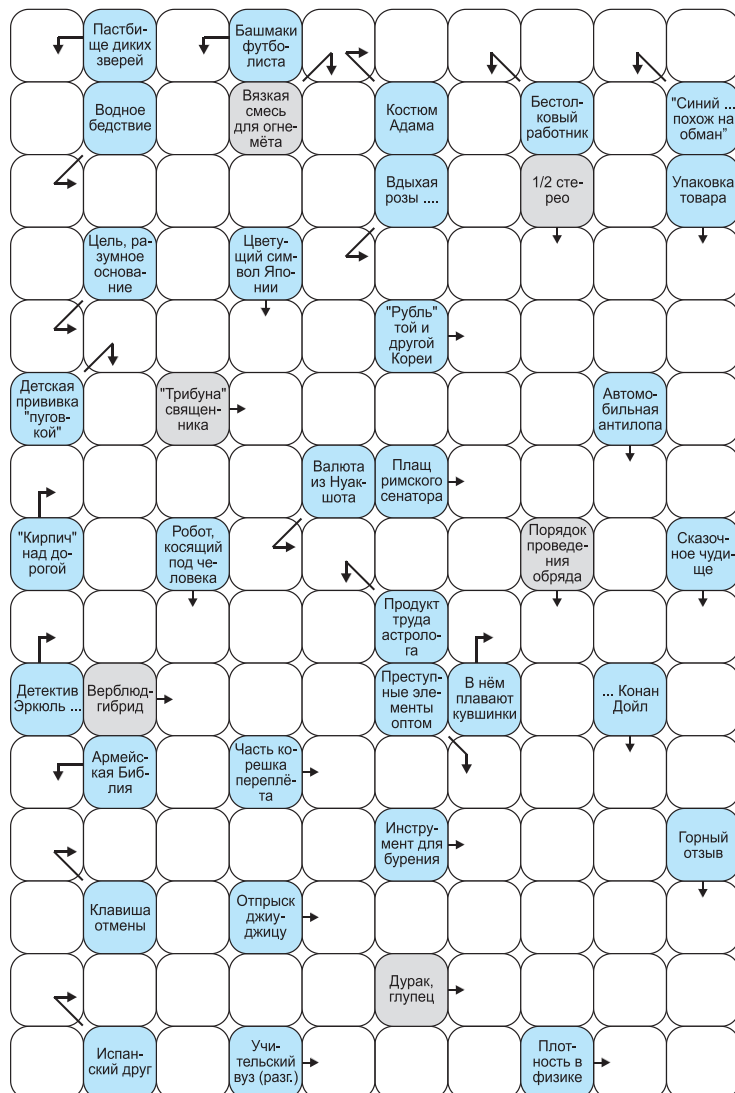 Пастби-
ще диких
зверей
Башмаки
футбо-
листа
Водное
бедствие
Вязкая
смесь
для огне-
мёта
Костюм
Адама
Бестол-
ковый
работник
"Синий ...
похож на
обман”
Вдыхая
розы ....
1/2 сте-
рео
Упаковка
товара
Цель, ра-
зумное
основа-
ние
Цвету-
щий сим-
вол Япо-
нии
"Рубль"
той и
другой
Кореи
Детская
прививка
"пугов-
кой"
"Трибуна"
священ-
ника
Автомо-
бильная
антилопа
Валюта
из Нуак-
шота
Плащ
римского
сенатора
"Кирпич"
над до-
рогой
Робот,
косящий
под че-
ловека
Порядок
проведе-
ния
обряда
Сказоч-
ное чуди-
ще
Продукт
труда
астроло-
га
Детектив
Эркюль ...
Верблюд-
гибрид
Преступ-
ные эле-
менты
оптом
В нём
плавают
кувшинки
... Конан
Дойл
Армей-
ская Биб-
лия
Часть ко-
решка
переплё-
та
Инстру-
мент для
бурения
Горный
отзыв
Клавиша
отмены
Отпрыск
джиу-
джицу
Дурак,
глупец
Испан-
ский друг
Учи-
тельский
вуз (разг.)
Плот-
ность в
физике